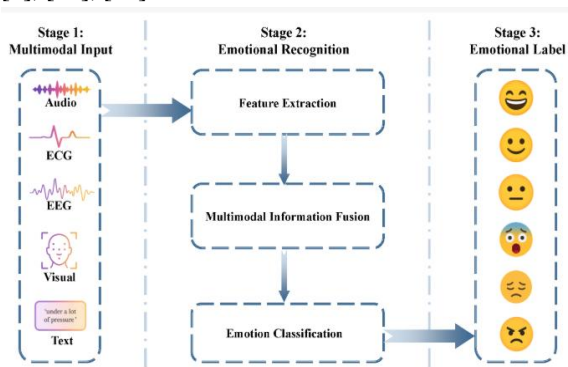 Stage 1:
Multimodal Input
Stage 2:
Emotional Recognition
Stage 3:
Emotional Label
Audio
ECG
EEG
Visual
"under a lot
of pressure"
Text
Feature Extraction
Multimodal Information Fusion
Emotion Classification